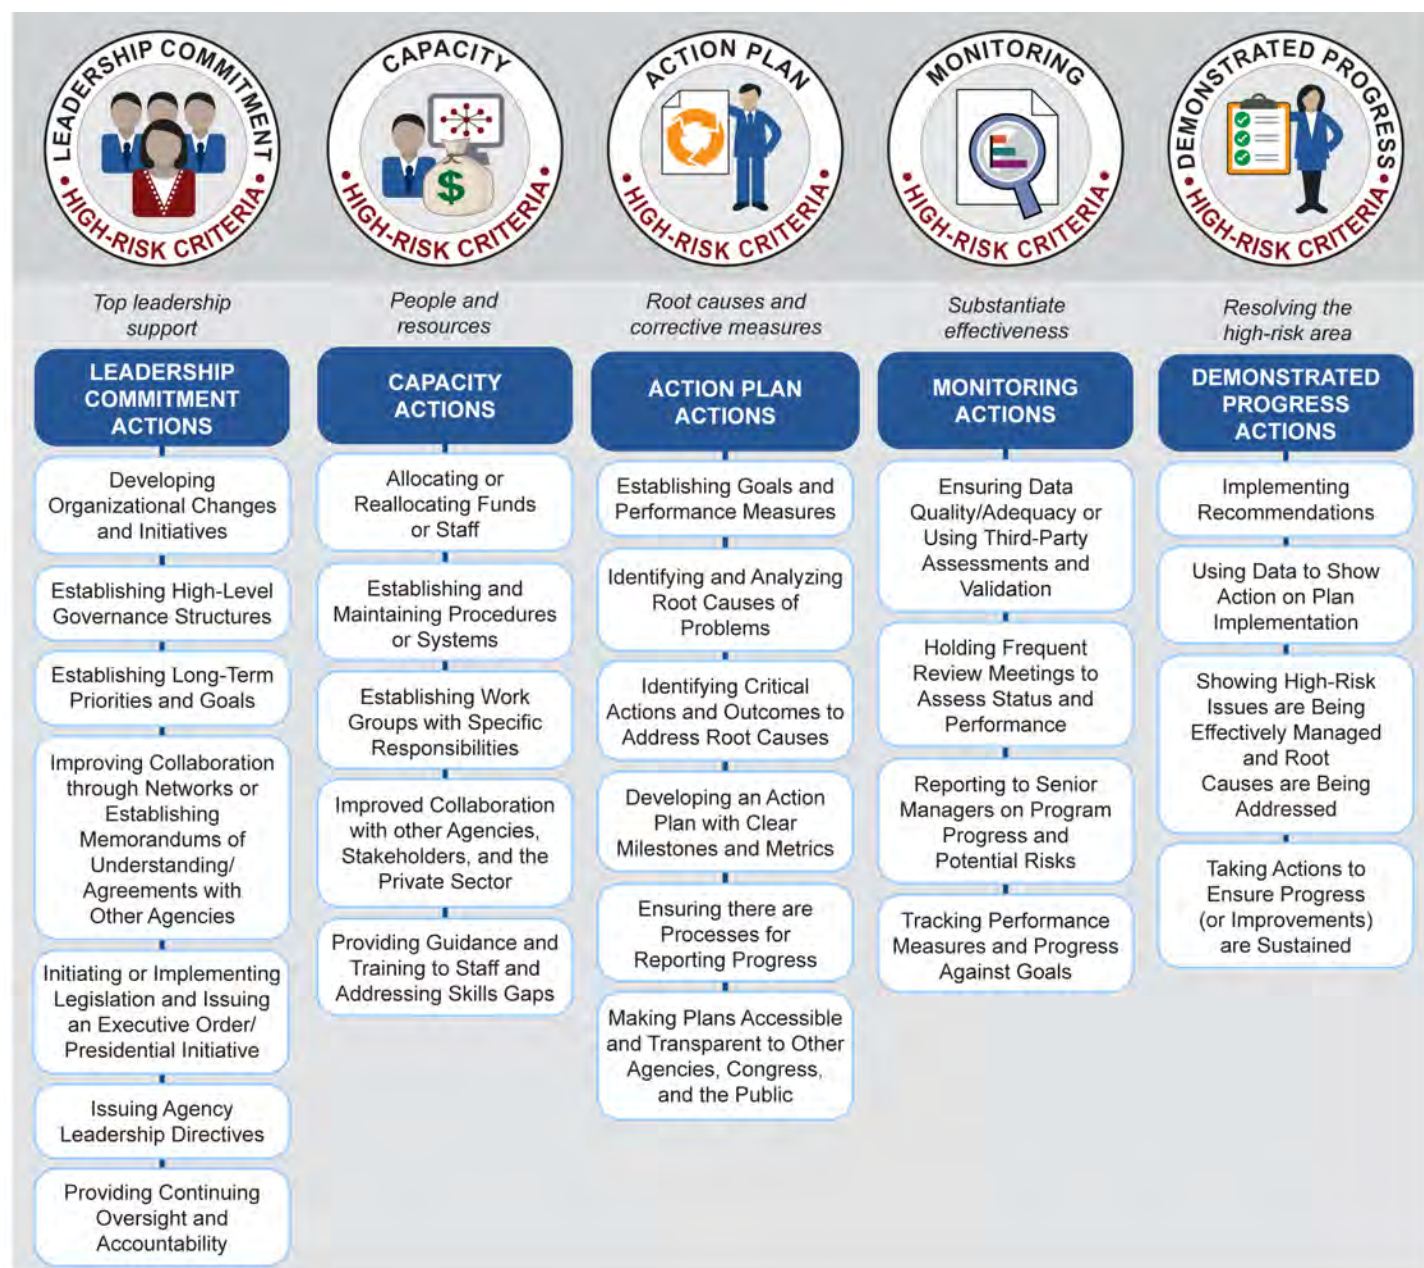 LEADERSHIP COMMITMENT
• HIGH-RISK CRITERIA •
CAPACITY
• HIGH-RISK CRITERIA •
ACTION PLAN
• HIGH-RISK CRITERIA •
MONITORING
• HIGH-RISK CRITERIA •
DEMONSTRATED PROGRESS
• HIGH-RISK CRITERIA •
$
Top leadership
support
LEADERSHIP
COMMITMENT
ACTIONS
Developing
Organizational Changes
and Initiatives
Establishing High-Level
Governance Structures
Establishing Long-Term
Priorities and Goals
Improving Collaboration
through Networks or
Establishing
Memorandums of
Understanding/
Agreements with
Other Agencies
Initiating or Implementing
Legislation and Issuing
an Executive Order/
Presidential Initiative
Issuing Agency
Leadership Directives
Providing Continuing
Oversight and
Accountability
People and
resources
CAPACITY
ACTIONS
Allocating or
Reallocating Funds
or Staff
Establishing and
Maintaining Procedures
or Systems
Establishing Work
Groups with Specific
Responsibilities
Improved Collaboration
with other Agencies,
Stakeholders, and the
Private Sector
Providing Guidance and
Training to Staff and
Addressing Skills Gaps
Root causes and
corrective measures
ACTION PLAN
ACTIONS
Establishing Goals and
Performance Measures
Identifying and Analyzing
Root Causes of
Problems
Identifying Critical
Actions and Outcomes to
Address Root Causes
Developing an Action
Plan with Clear
Milestones and Metrics
Ensuring there are
Processes for
Reporting Progress
Making Plans Accessible
and Transparent to Other
Agencies, Congress,
and the Public
Substantiate
effectiveness
MONITORING
ACTIONS
Ensuring Data
Quality/Adequacy or
Using Third-Party
Assessments and
Validation
Holding Frequent
Review Meetings to
Assess Status and
Performance
Reporting to Senior
Managers on Program
Progress and
Potential Risks
Tracking Performance
Measures and Progress
Against Goals
Resolving the
high-risk area
DEMONSTRATED
PROGRESS
ACTIONS
Implementing
Recommendations
Using Data to Show
Action on Plan
Implementation
Showing High-Risk
Issues are Being
Effectively Managed
and Root
Causes are Being
Addressed
Taking Actions to
Ensure Progress
(or Improvements)
are Sustained